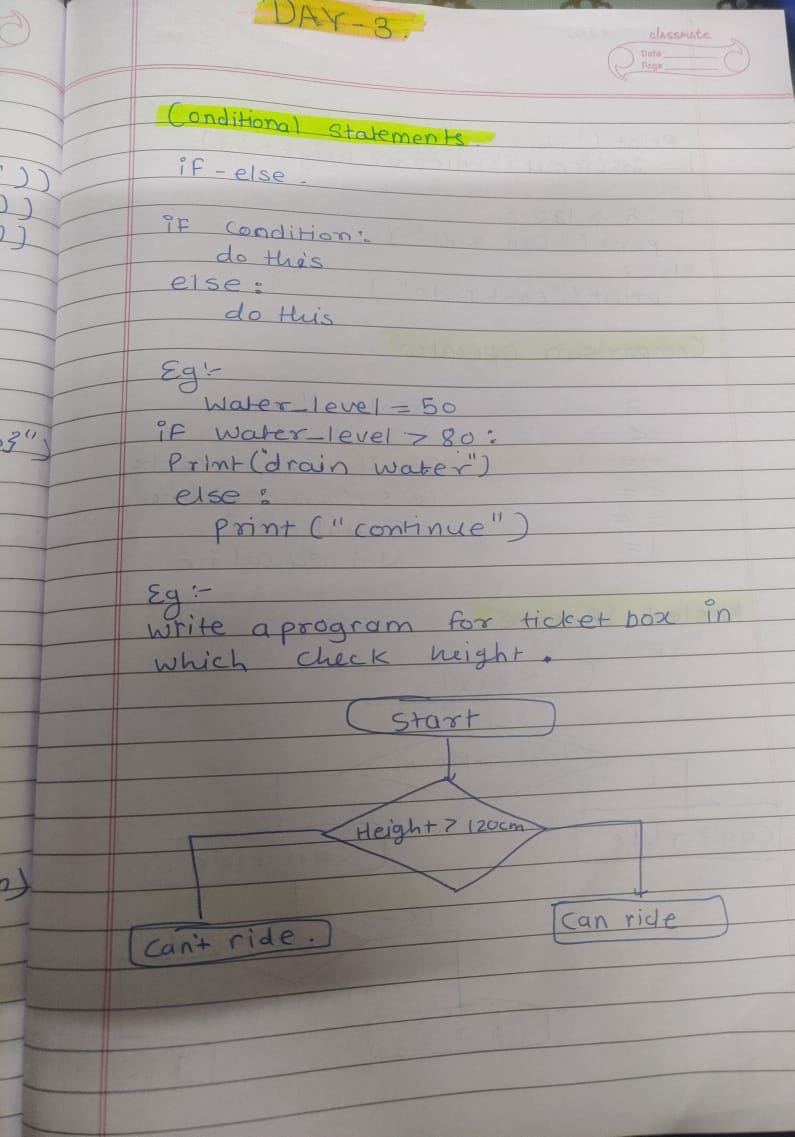 DAY-3.
classmate
Date
Page
Conditional Statements.
if-else.
if condition:
do this
else:
do this
Eg:-
Water_level = 50
if water_level > 80:
Print("drain water")
else:
print ("continue")
Eg:-
Write a program for ticket box in
which check height.
Start
Height > 120cm
can't ride.
Can ride